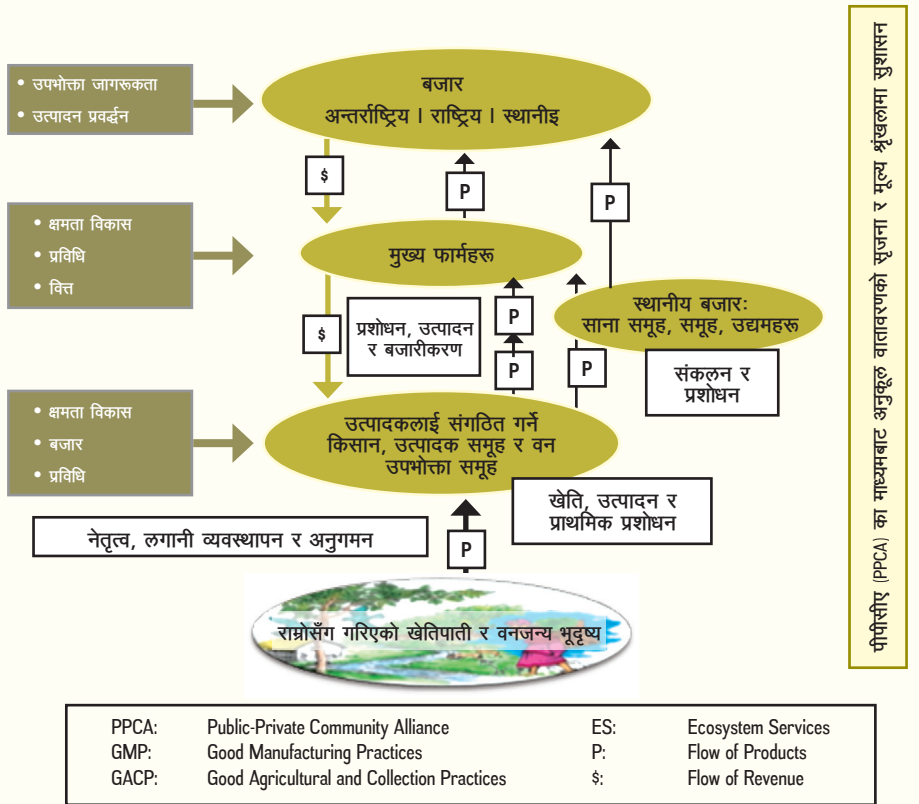 • उपभोक्ता जागरूकता
• उत्पादन प्रवर्द्धन
बजार
अन्तर्राष्ट्रिय । राष्ट्रिय । स्थानीइ
$
P
P
• क्षमता विकास
• प्रविधि
• वित्त
मुख्य फार्महरू
स्थानीय बजारः
साना समूह, समूह, उद्यमहरू
$
प्रशोधन, उत्पादन
र बजारीकरण
P
P
P
संकलन र
प्रशोधन
• क्षमता विकास
• बजार
• प्रविधि
उत्पादकलाई संगठित गर्ने
किसान, उत्पादक समूह र वन
उपभोक्ता समूह
खेति, उत्पादन र
प्राथमिक प्रशोधन
नेतृत्व, लगानी व्यवस्थापन र अनुगमन
P
राम्रोसँग गरिएको खेतिपाती र वनजन्य भूदृष्य
पीपीसीए (PPCA) का माध्यमबाट अनुकूल वातावरणको सृजना र मूल्य श्रृंखलामा सुशासन
PPCA: Public-Private Community Alliance ES: Ecosystem Services
GMP: Good Manufacturing Practices P: Flow of Products
GACP: Good Agricultural and Collection Practices $: Flow of Revenue